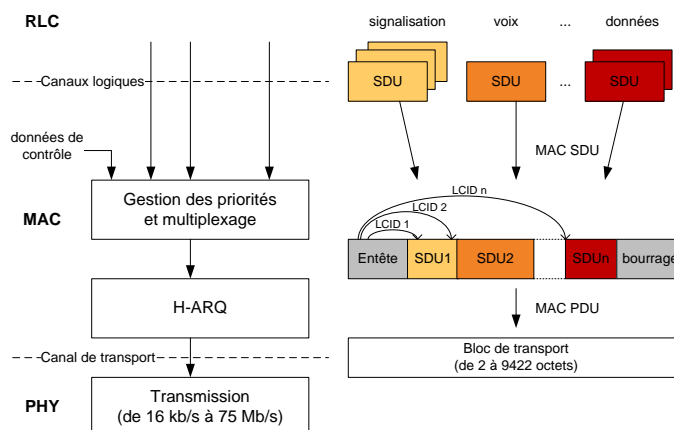 RLC
signalisation
voix
...
données
SDU
SDU
...
SDU
Canaux logiques
données de
contrôle
MAC SDU
MAC
Gestion des priorités
et multiplexage
LCID n
LCID 2
LCID 1
Entête
SDU1
SDU2
SDUn
bourrage
H-ARQ
MAC PDU
Canal de transport
Bloc de transport
(de 2 à 9422 octets)
PHY
Transmission
(de 16 kb/s à 75 Mb/s)